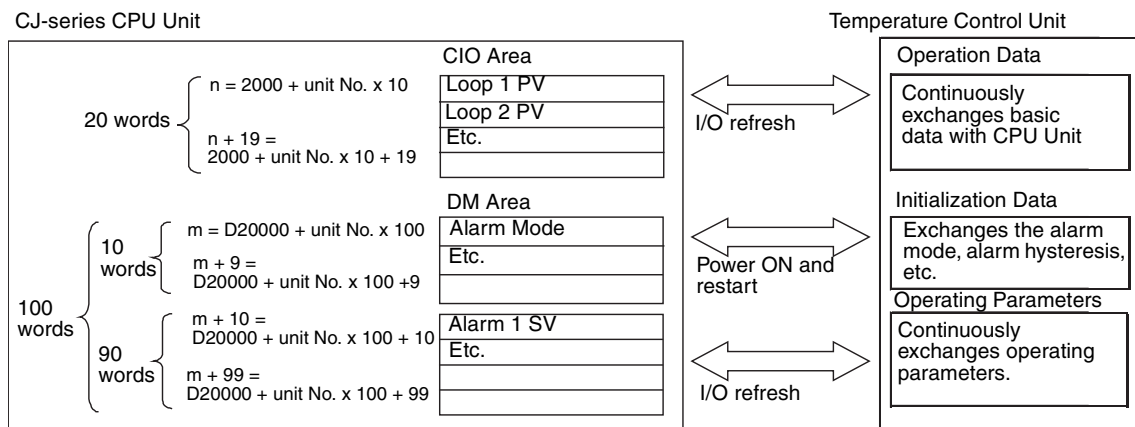 CJ-series CPU Unit
Temperature Control Unit
CIO Area
20 words
n = 2000 + unit No. x 10
n + 19 =
2000 + unit No. x 10 + 19
Loop 1 PV
Loop 2 PV
Etc.
I/O refresh
Operation Data
Continuously
exchanges basic
data with CPU Unit
DM Area
100
words
10
words
m = D20000 + unit No. x 100
m + 9 =
D20000 + unit No. x 100 +9
Alarm Mode
Etc.
Power ON and
restart
Initialization Data
Exchanges the alarm
mode, alarm hysteresis,
etc.
90
words
m + 10 =
D20000 + unit No. x 100 + 10
m + 99 =
D20000 + unit No. x 100 + 99
Alarm 1 SV
Etc.
I/O refresh
Operating Parameters
Continuously
exchanges operating
parameters.